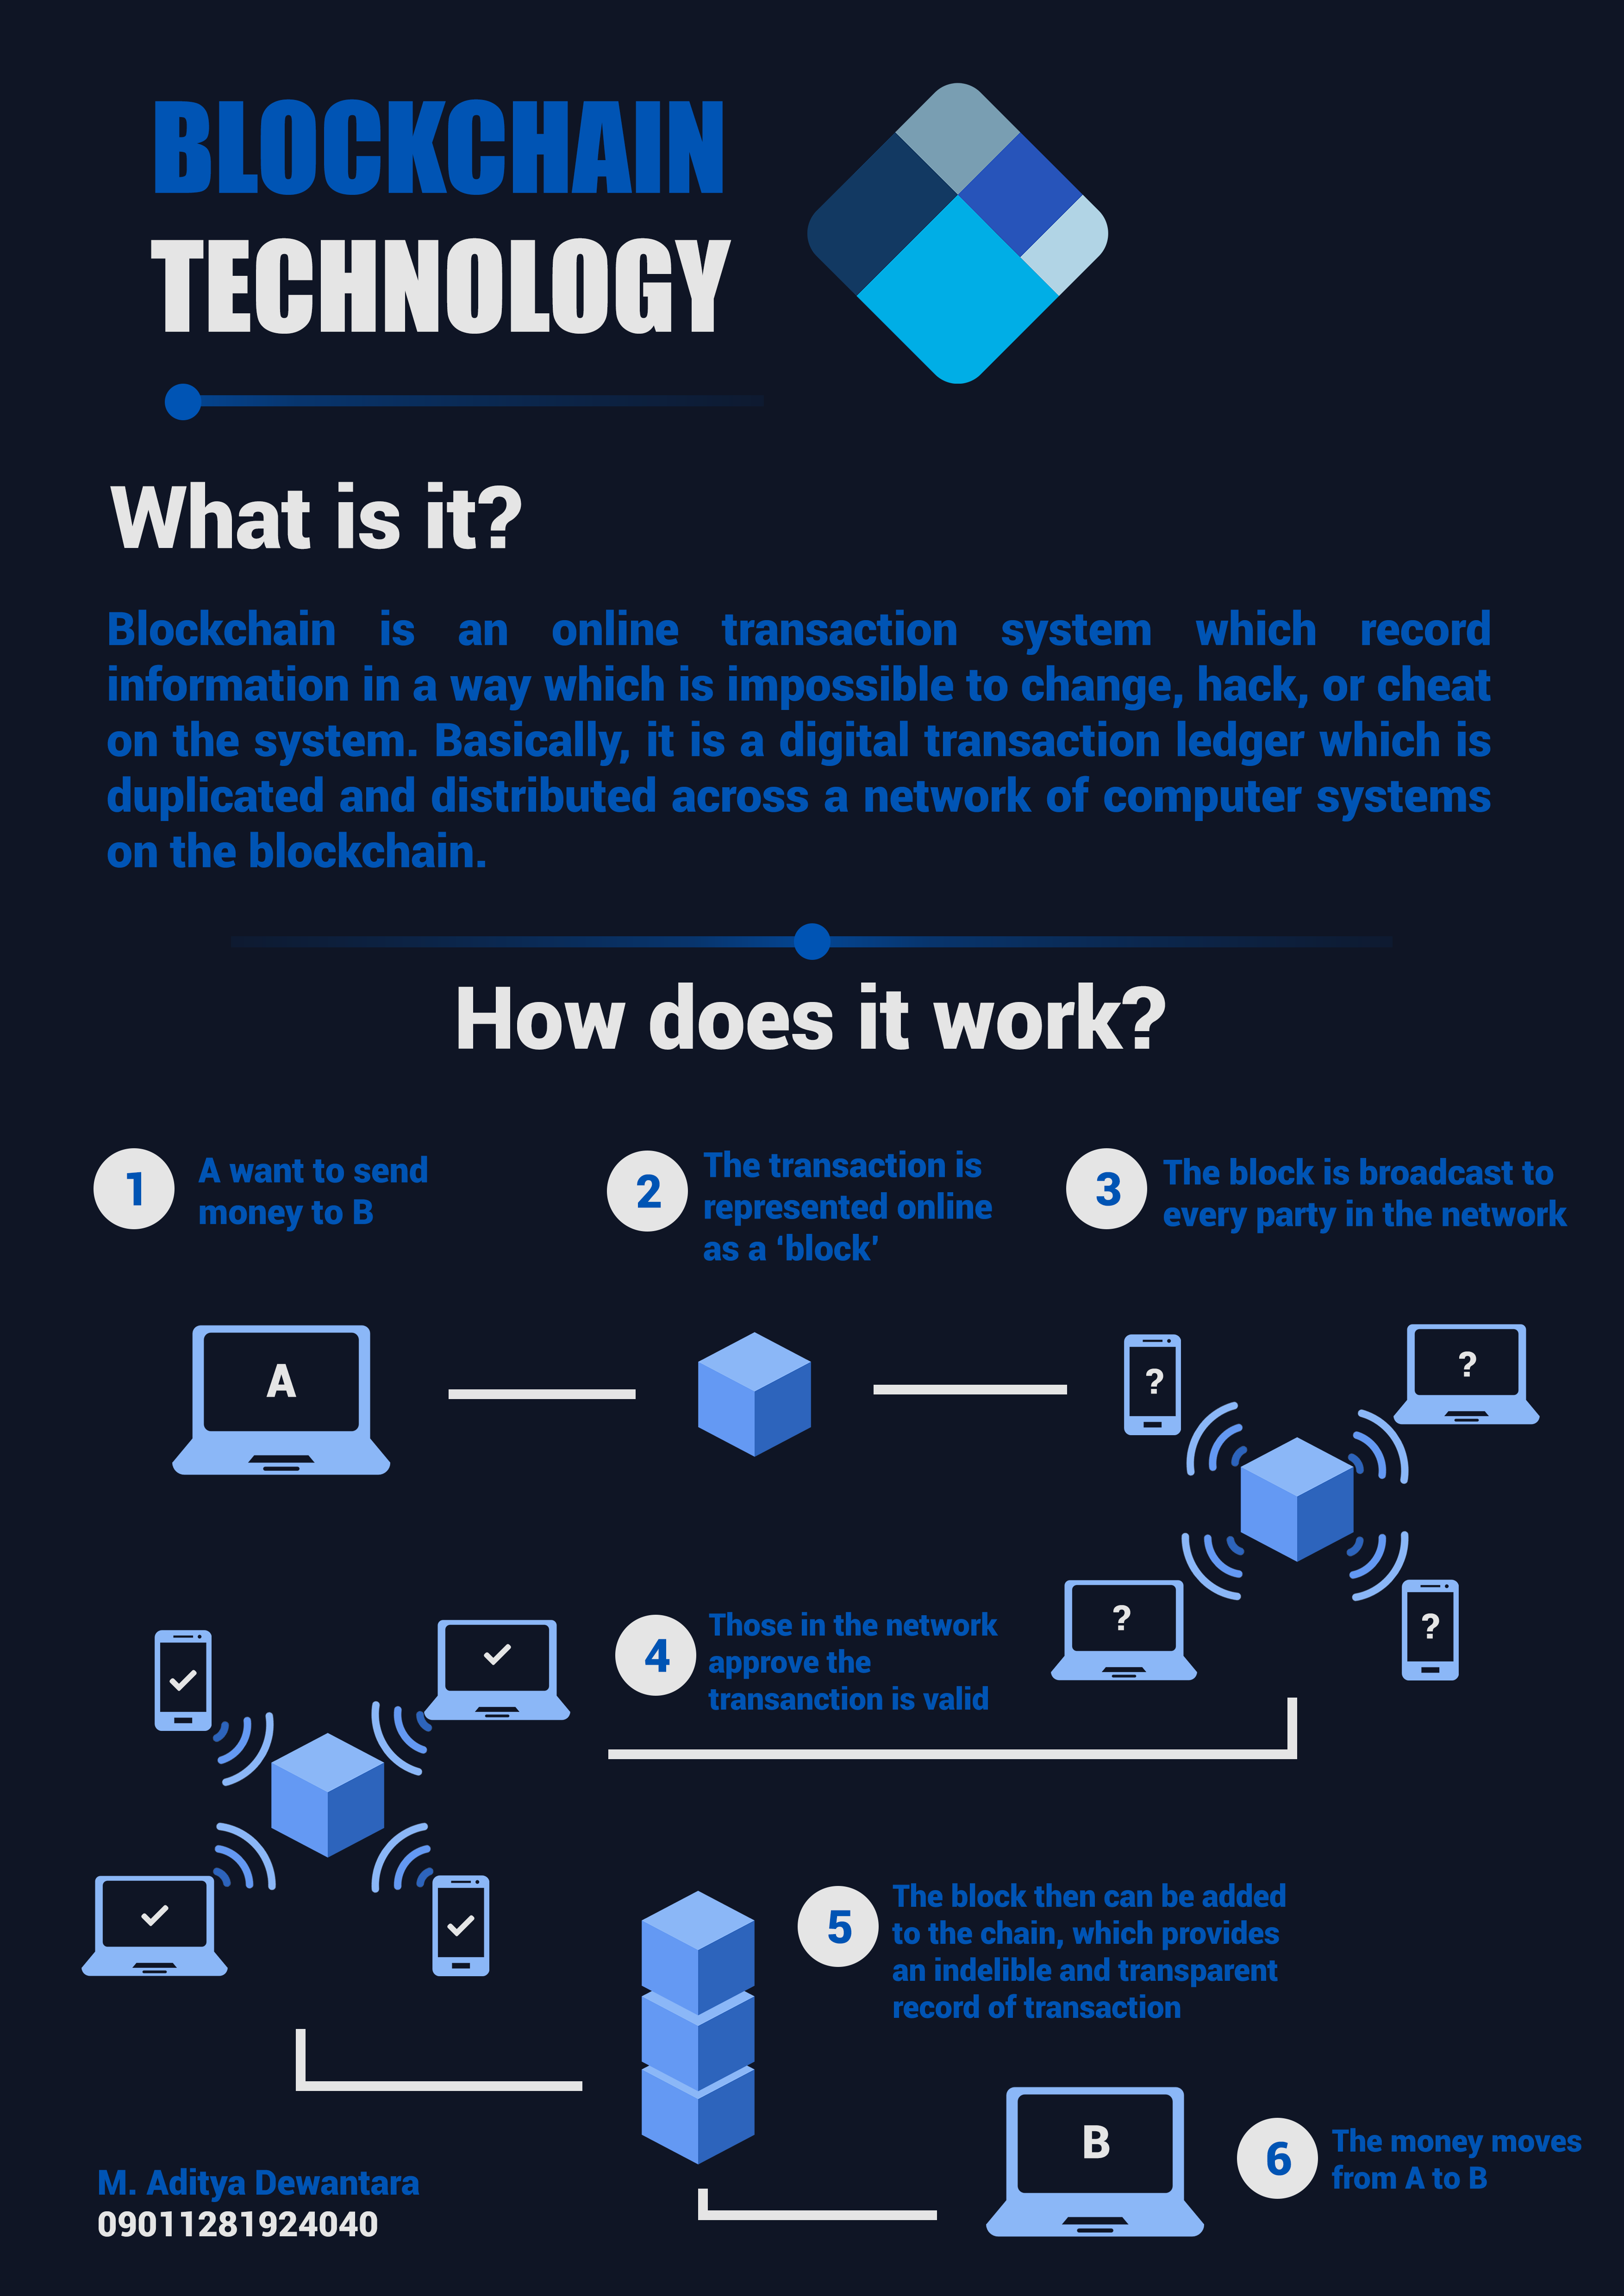 BLOCKCHAIN
TECHNOLOGY
What is it?
Blockchain is an online transaction system which record
information in a way which is impossible to change, hack, or cheat
on the system. Basically, it is a digital transaction ledger which is
duplicated and distributed across a network of computer systems
on the blockchain.
How does it work?
1
A want to send
money to B
2
The transaction is
represented online
as a ‘block’
3
The block is broadcast to
every party in the network
A
?
?
?
?
4
Those in the network
approve the
transanction is valid
5
The block then can be added
to the chain, which provides
an indelible and transparent
record of transaction
B
6
The money moves
from A to B
M. Aditya Dewantara
09011281924040